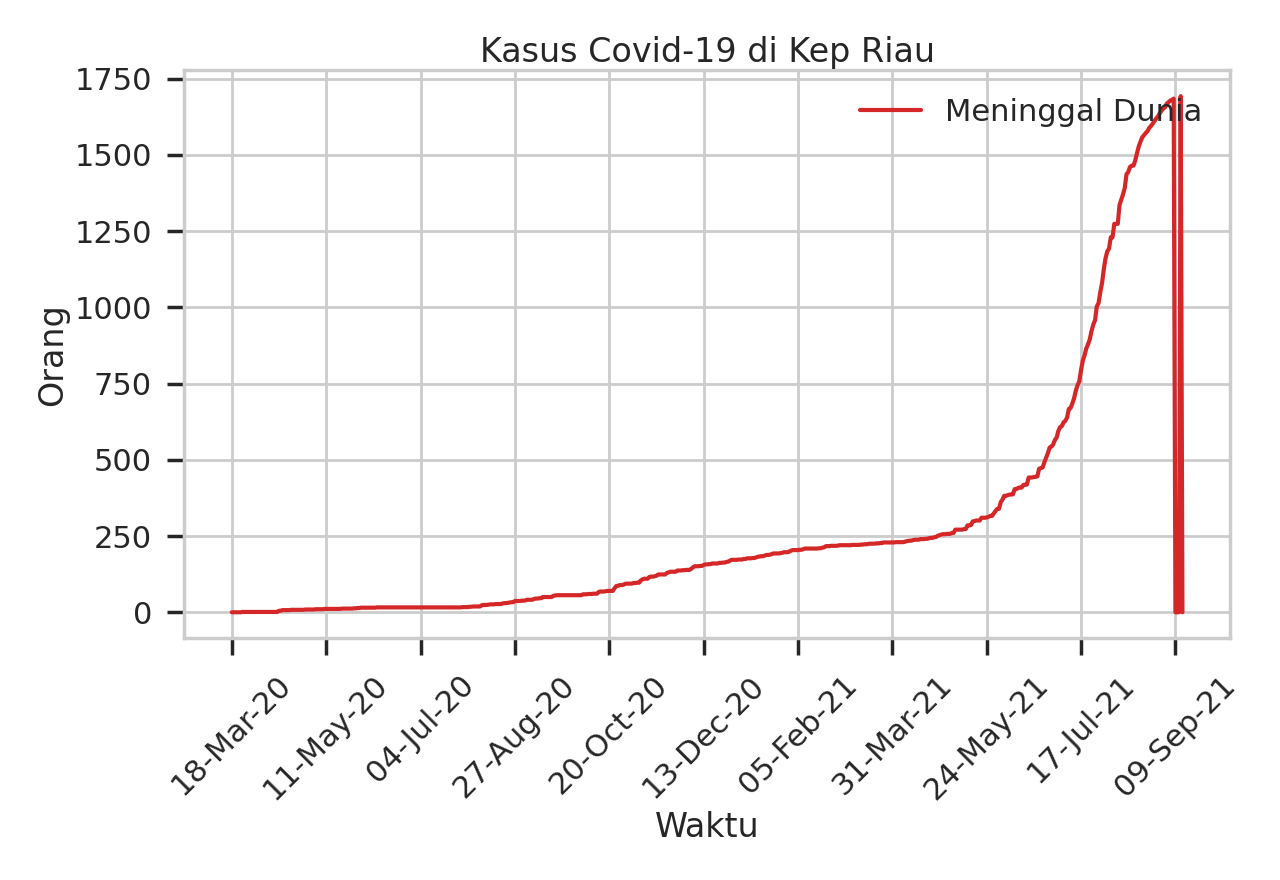 Kasus Covid-19 di Kep Riau
Meninggal Dunia
1750
1500
1250
1000
750
500
250
0
Orang
18-Mar-20
11-May-20
04-Jul-20
27-Aug-20
20-Oct-20
13-Dec-20
05-Feb-21
31-Mar-21
24-May-21
17-Jul-21
09-Sep-21
Waktu